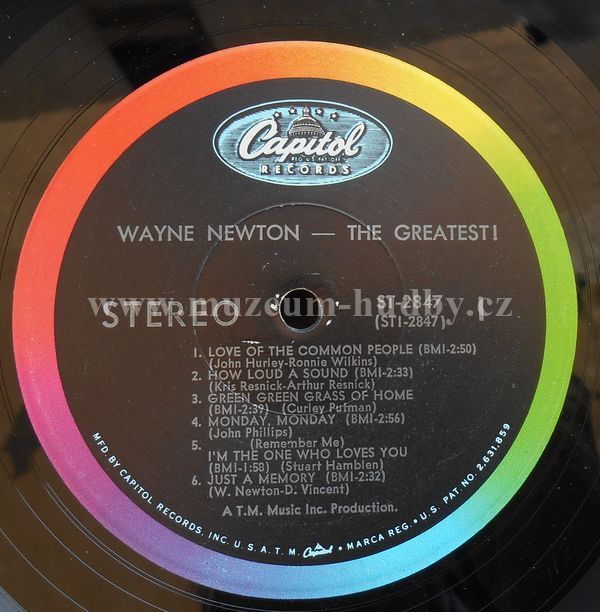 Capitol
REG. U.S. PAT. OFF.
RECORDS
WAYNE NEWTON — THE GREATEST!
www.muzeum-hudby.cz
STEREO
ST-2847
(ST1-2847)
1
1. LOVE OF THE COMMON PEOPLE (BMI-2:50)
(John Hurley-Ronnie Wilkins)
2. HOW LOUD A SOUND (BMI-2:33)
(Kris Resnick-Arthur Resnick)
3. GREEN GREEN GRASS OF HOME
(BMI-2:39) (Curley Putman)
4. MONDAY, MONDAY (BMI-2:56)
(John Phillips)
5. (Remember Me)
I'M THE ONE WHO LOVES YOU
(BMI-1:58) (Stuart Hamblen)
6. JUST A MEMORY (BMI-2:32)
(W. Newton-D. Vincent)
A T.M. Music Inc. Production.
MFD. BY CAPITOL RECORDS, INC. U.S.A. T.M. Capitol • MARCA REG. • U.S. PAT. NO. 2,631,859